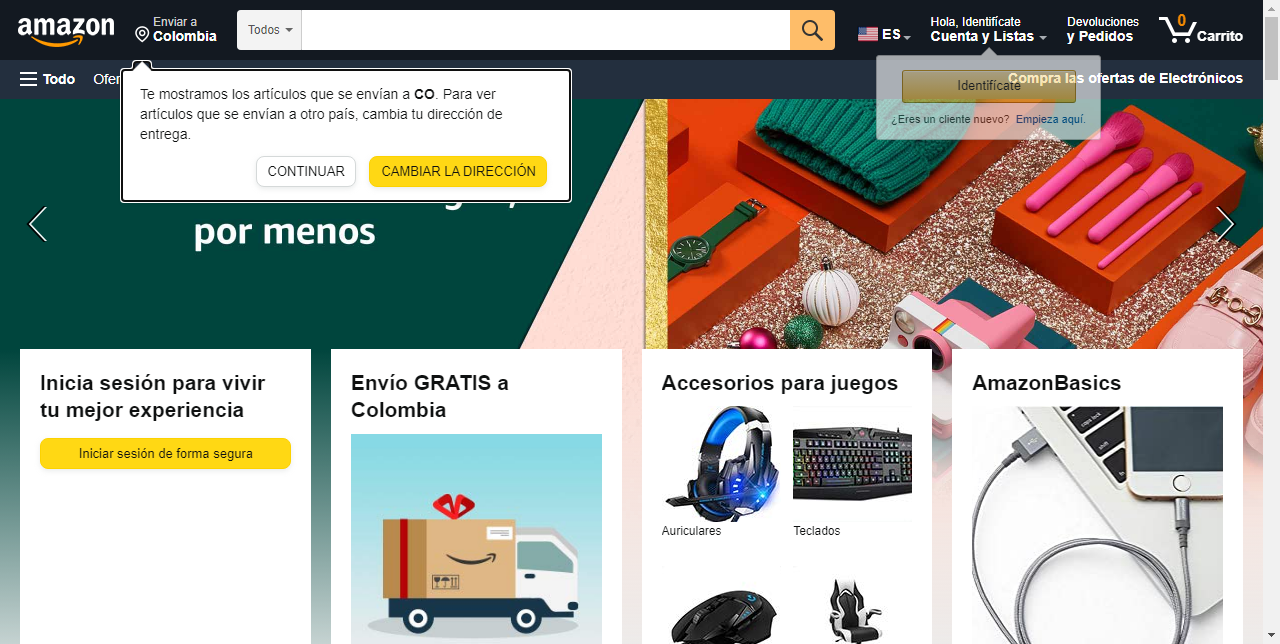 amazon
Enviar a
Colombia
Todos
ES
Hola, Identifícate
Cuenta y Listas
Devoluciones
y Pedidos
0
Carrito
Todo
Ofer
Compra las ofertas de Electrónicos
Identifícate
¿Eres un cliente nuevo? Empieza aquí.
Te mostramos los artículos que se envían a CO. Para ver
artículos que se envían a otro país, cambia tu dirección de
entrega.
CONTINUAR
CAMBIAR LA DIRECCIÓN
por menos
Inicia sesión para vivir
tu mejor experiencia
Iniciar sesión de forma segura
Envío GRATIS a
Colombia
Accesorios para juegos
Auriculares
Teclados
AmazonBasics